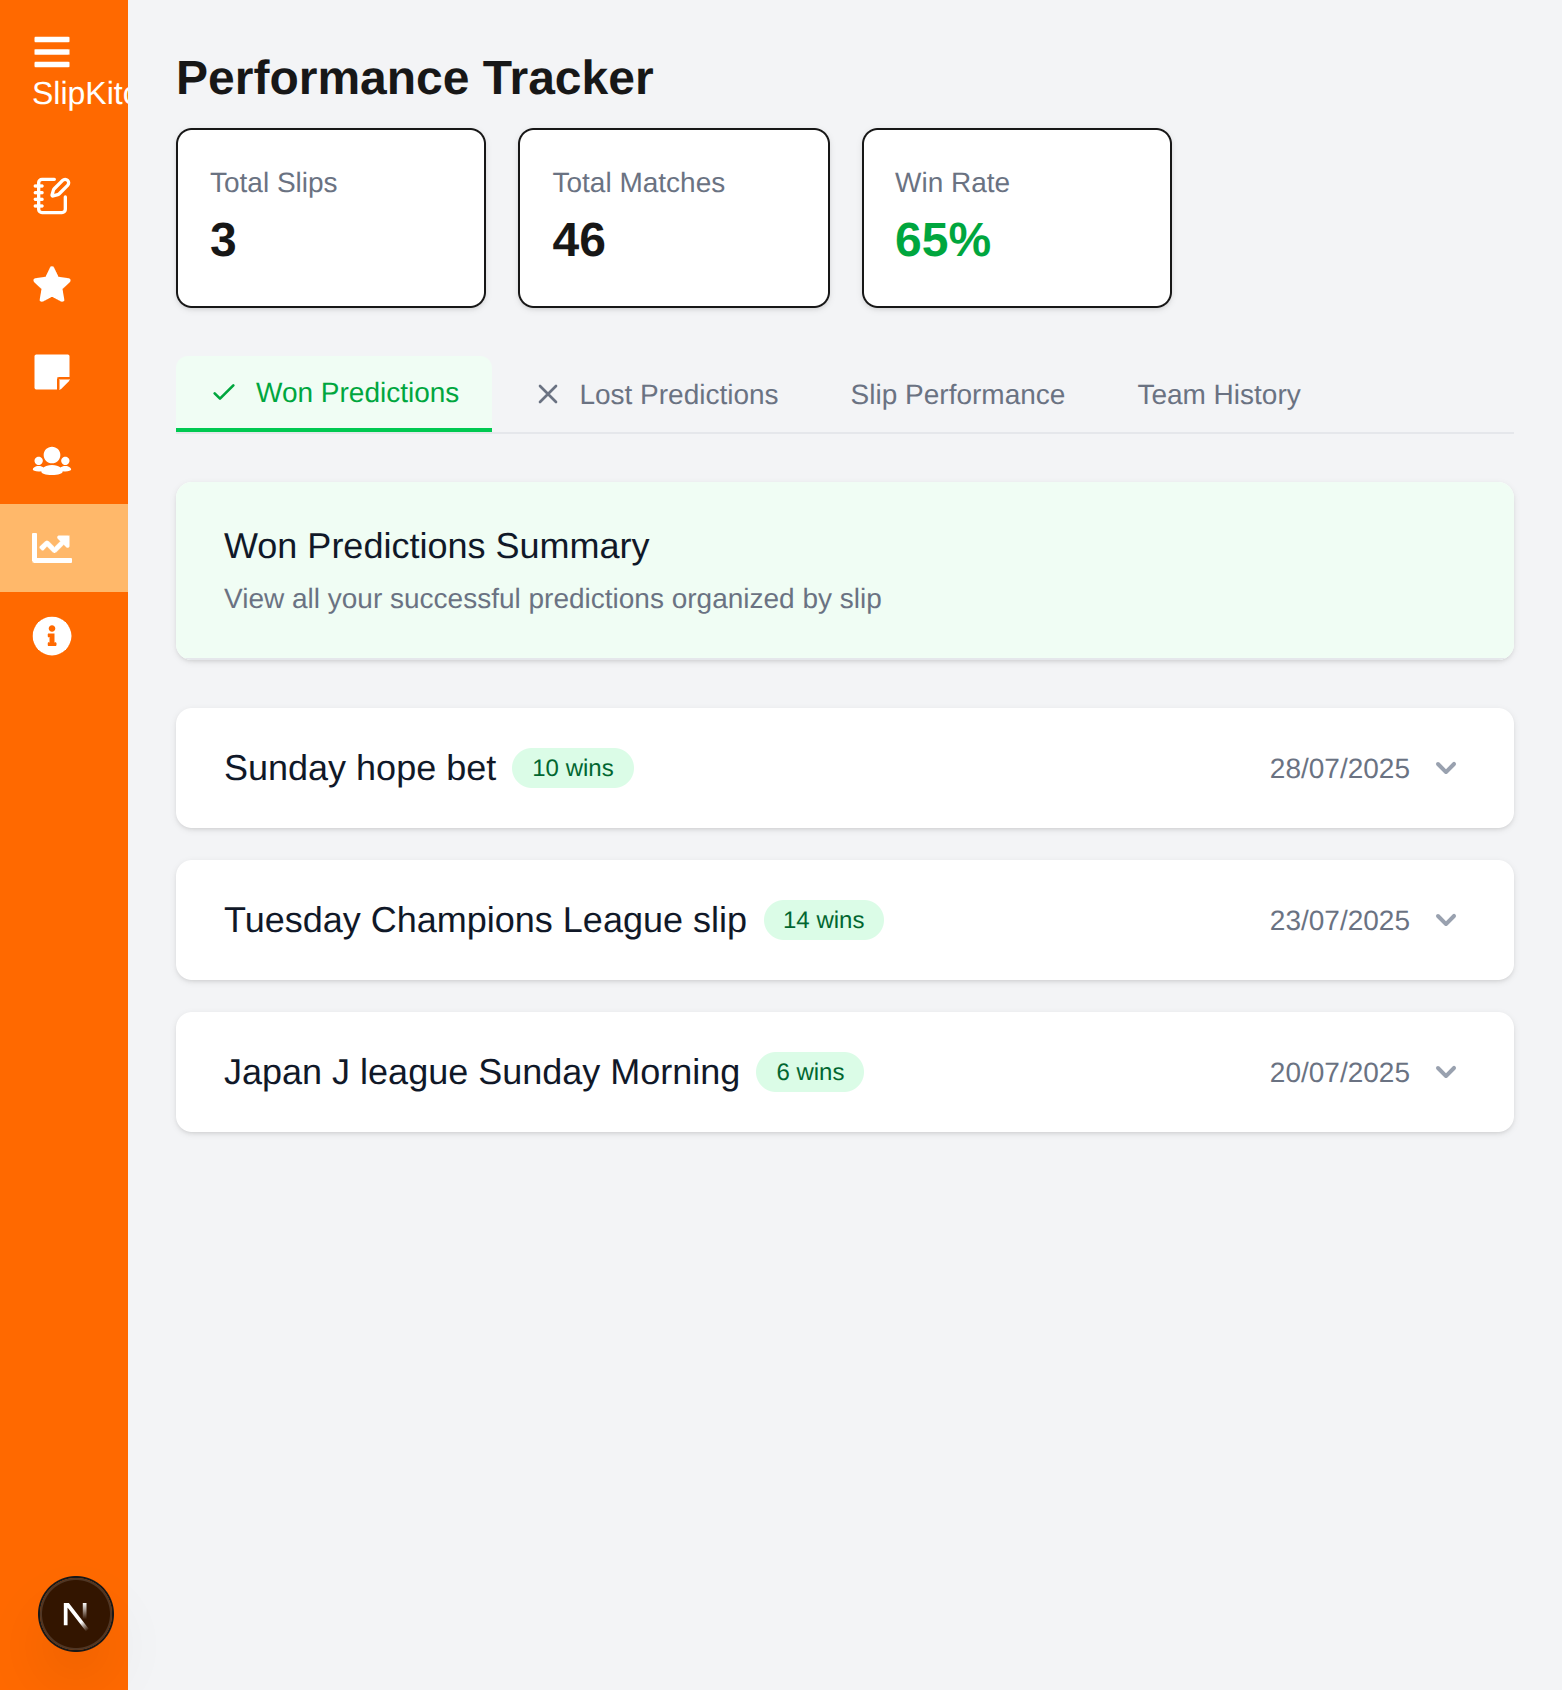 SlipKitc
Performance Tracker
Total Slips
3
Total Matches
46
Win Rate
65%
Won Predictions
Lost Predictions
Slip Performance
Team History
Won Predictions Summary
View all your successful predictions organized by slip
Sunday hope bet
10 wins
28/07/2025
Tuesday Champions League slip
14 wins
23/07/2025
Japan J league Sunday Morning
6 wins
20/07/2025
N